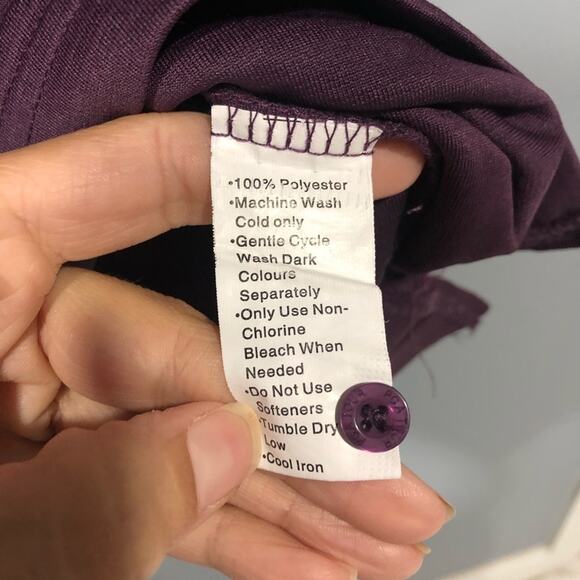 •100% Polyester
•Machine Wash
Cold only
•Gentle Cycle
Wash Dark
Colours
Separately
•Only Use Non-
Chlorine
Bleach When
Needed
•Do Not Use
Softeners
•Tumble Dry
Low
•Cool Iron